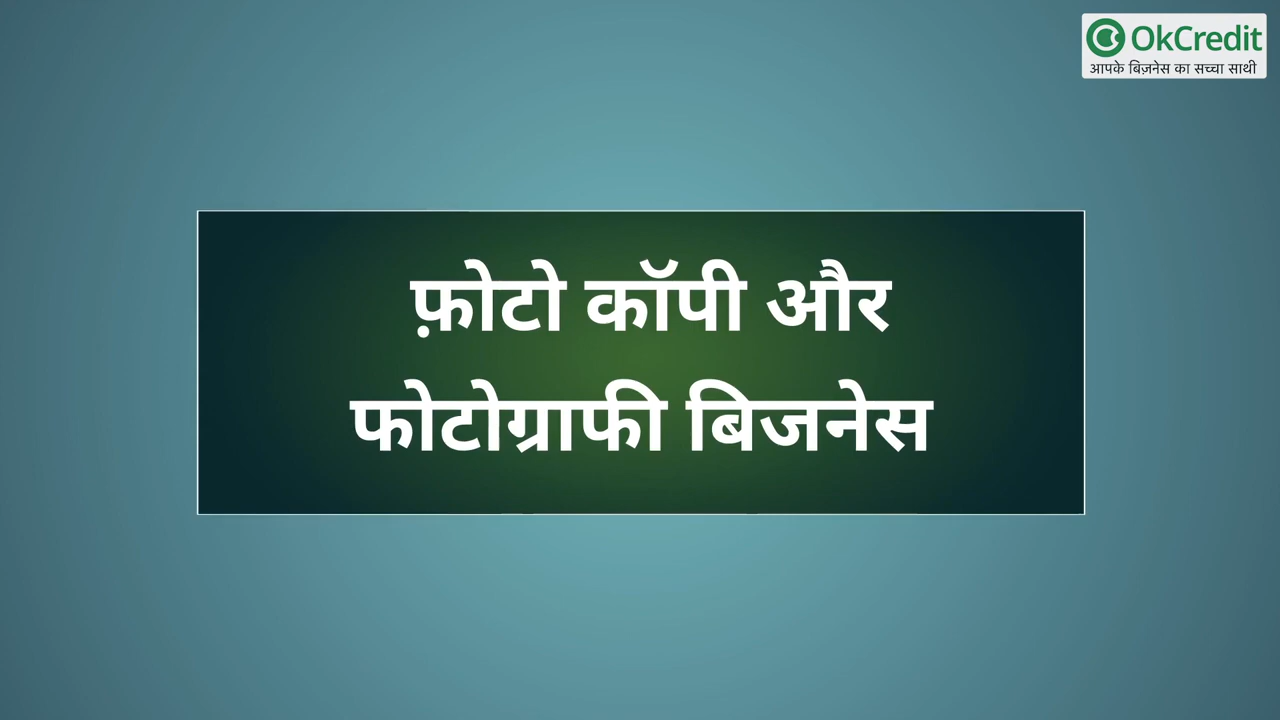 OkCredit
आपके बिज़नेस का सच्चा साथी
फ़ोटो कॉपी और
फोटोग्राफी बिजनेस